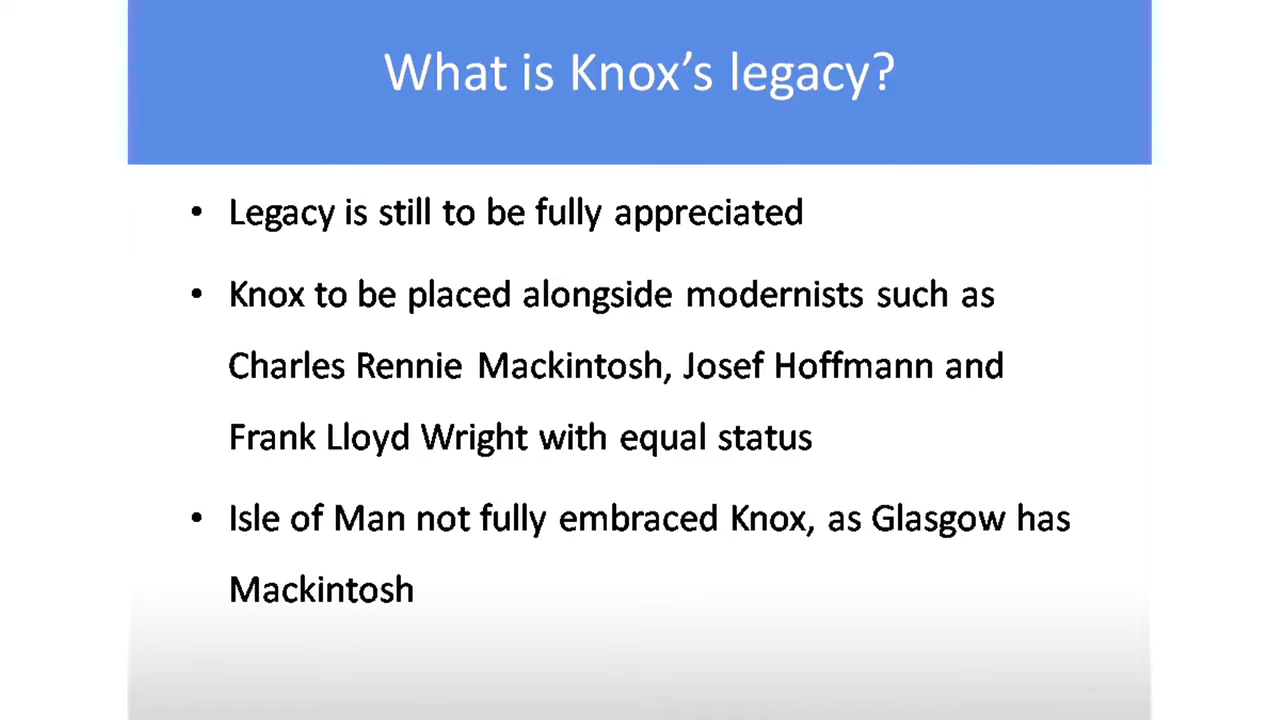 What is Knox’s legacy?
• Legacy is still to be fully appreciated
• Knox to be placed alongside modernists such as
Charles Rennie Mackintosh, Josef Hoffmann and
Frank Lloyd Wright with equal status
• Isle of Man not fully embraced Knox, as Glasgow has
Mackintosh